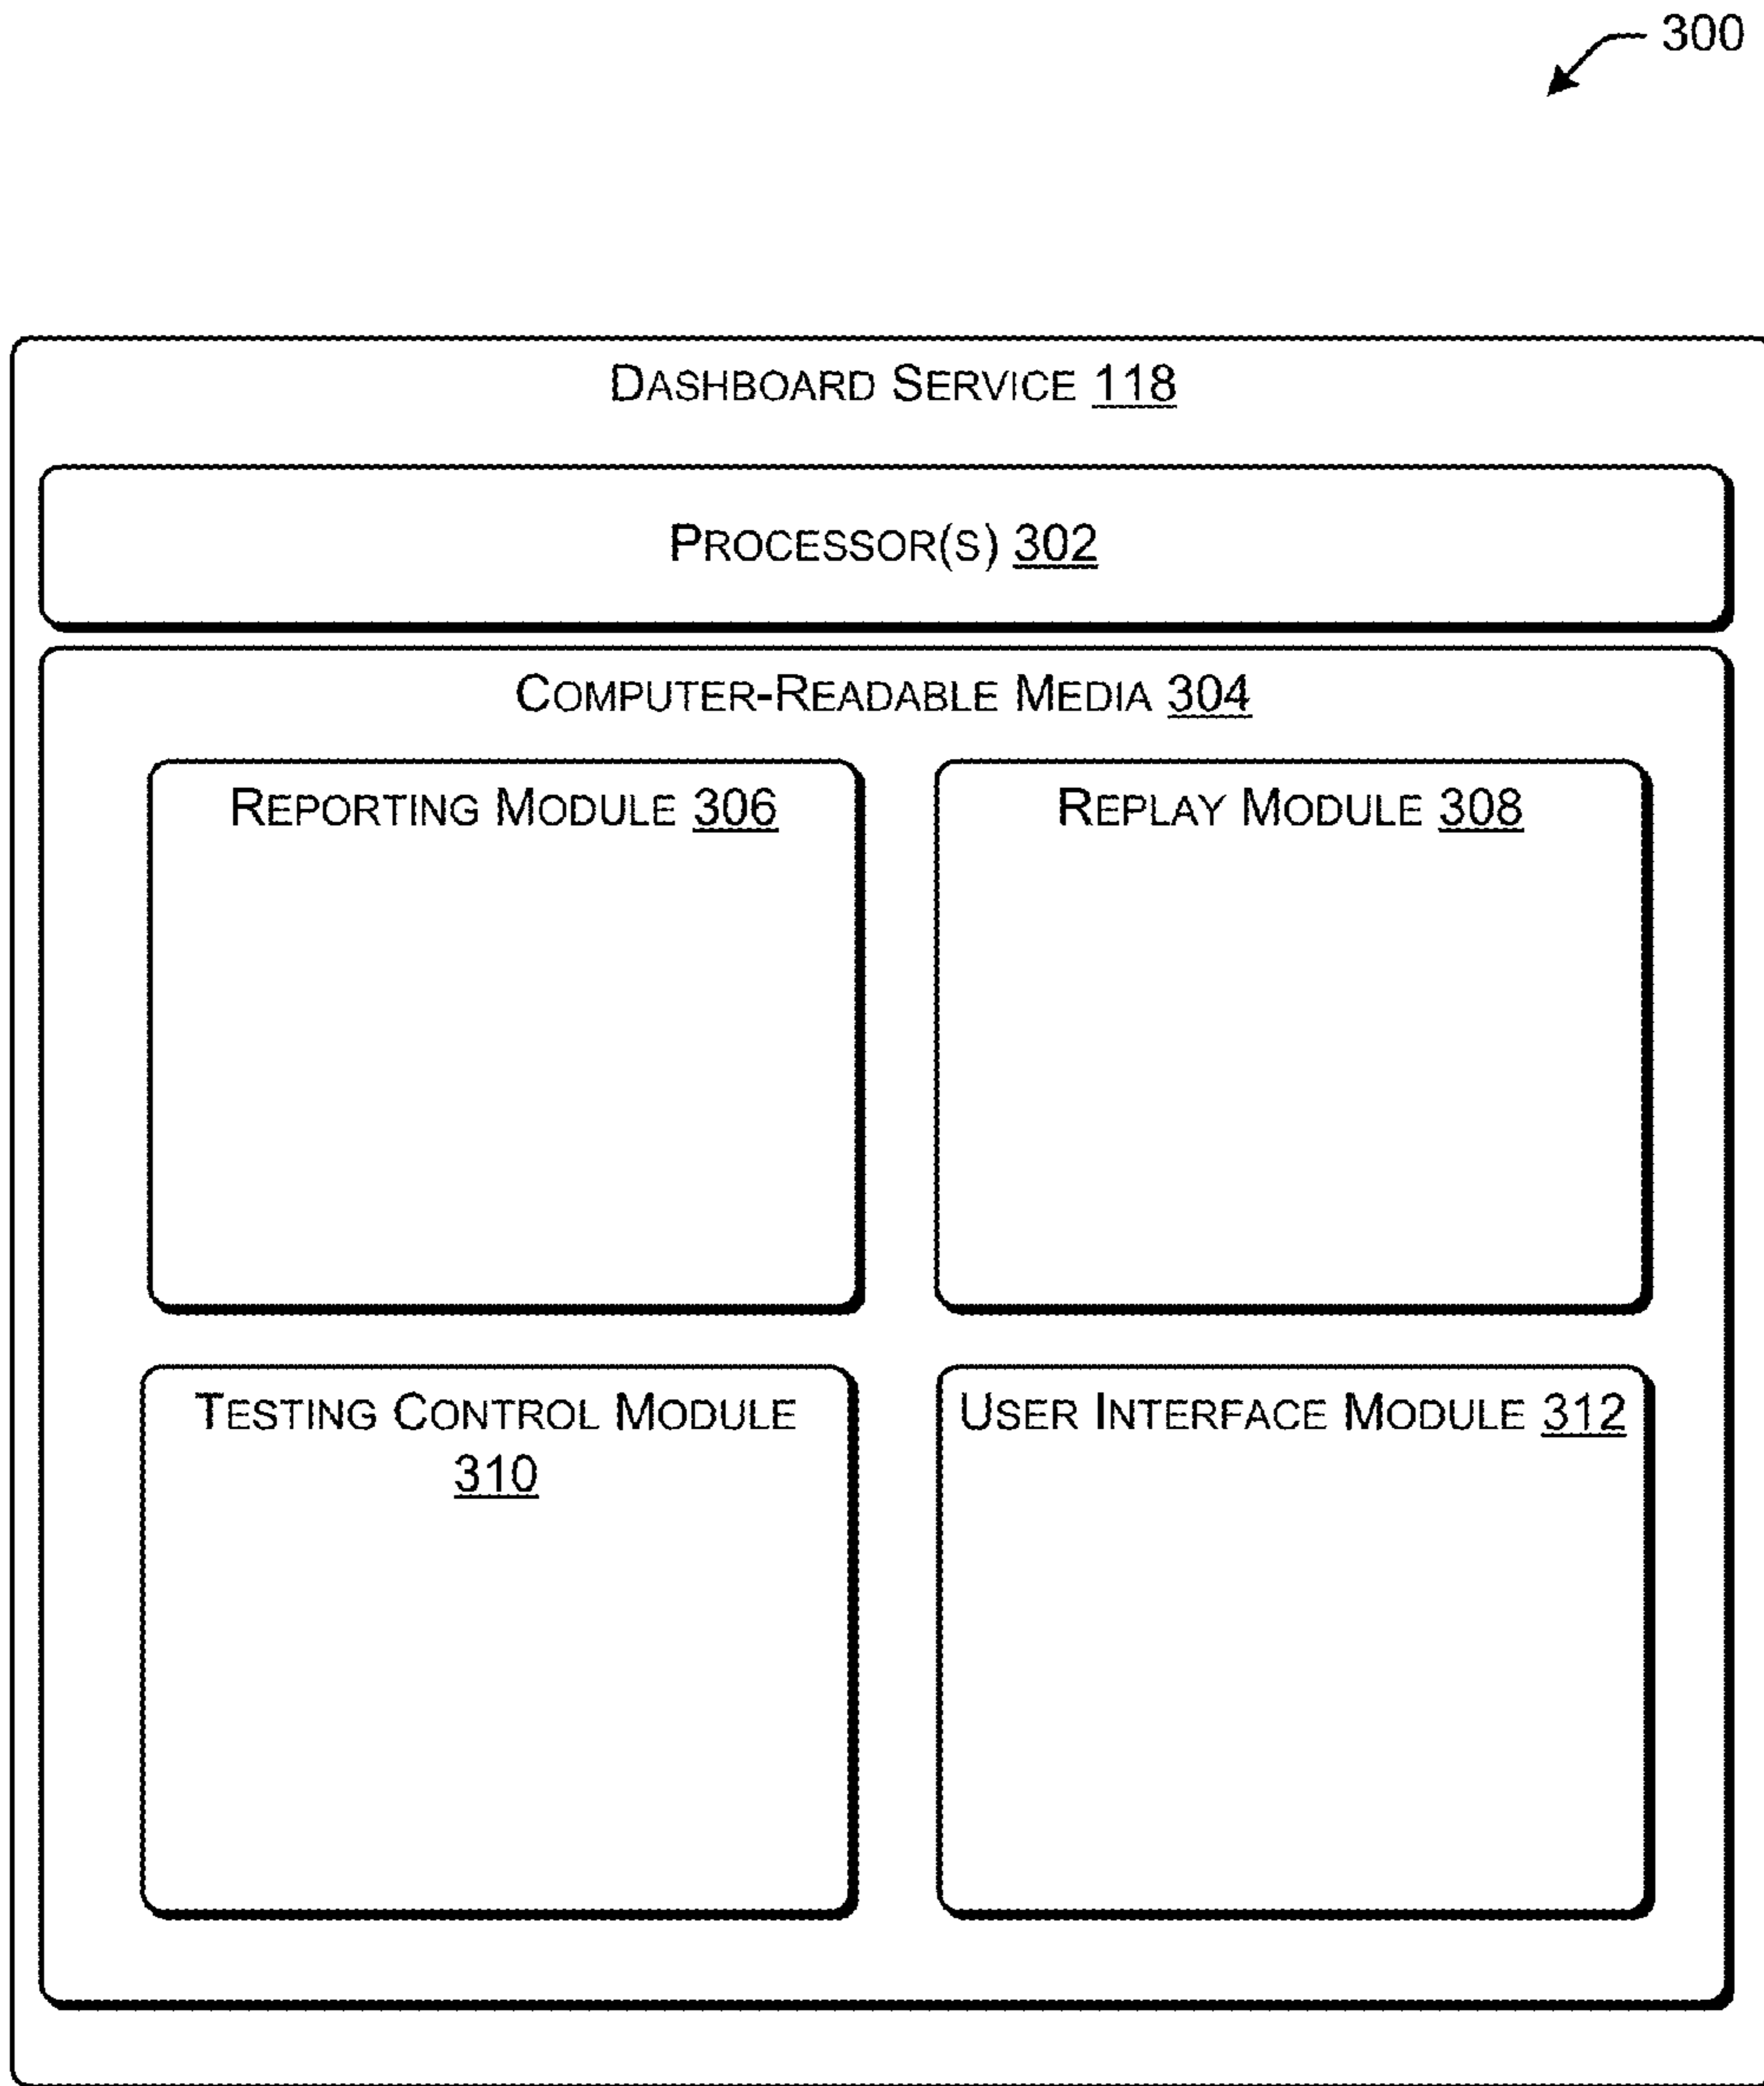 300
DASHBOARD SERVICE 118
PROCESSOR(S) 302
COMPUTER-READABLE MEDIA 304
REPORTING MODULE 306
REPLAY MODULE 308
TESTING CONTROL MODULE
310
USER INTERFACE MODULE 312